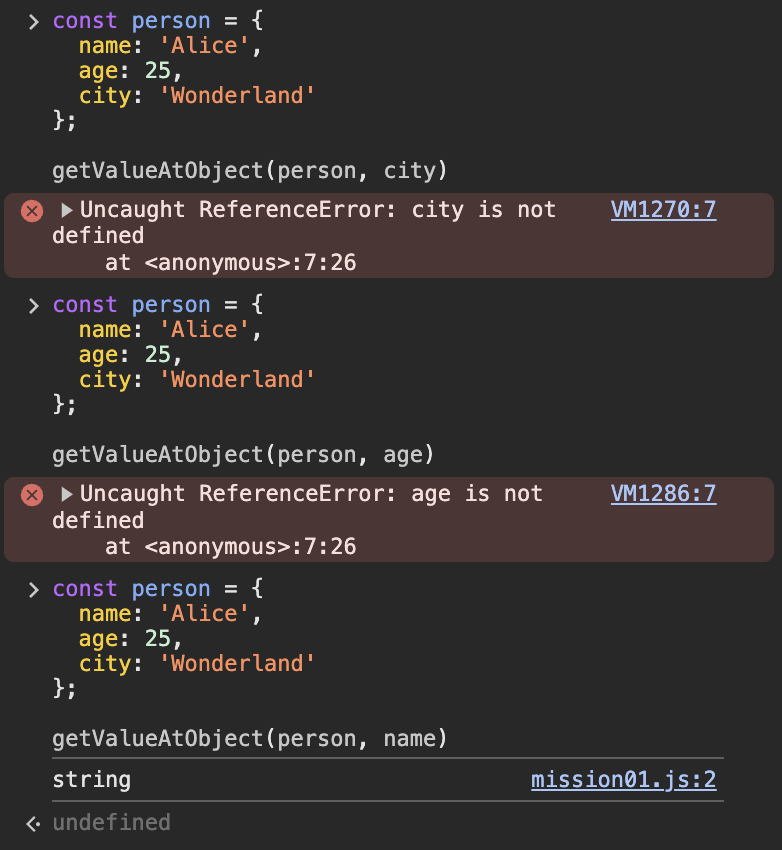 const person = {
  name: 'Alice',
  age: 25,
  city: 'Wonderland'
};

getValueAtObject(person, city)
Uncaught ReferenceError: city is not VM1270:7
defined
    at <anonymous>:7:26
const person = {
  name: 'Alice',
  age: 25,
  city: 'Wonderland'
};

getValueAtObject(person, age)
Uncaught ReferenceError: age is not VM1286:7
defined
    at <anonymous>:7:26
const person = {
  name: 'Alice',
  age: 25,
  city: 'Wonderland'
};

getValueAtObject(person, name)
string mission01.js:2
undefined